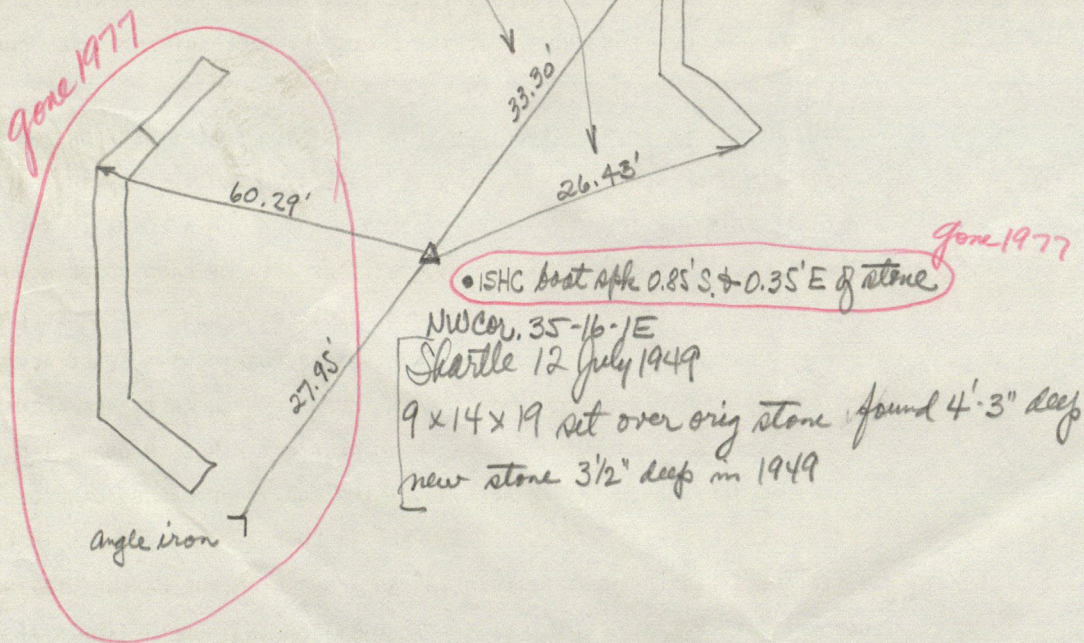 gone 1977
33.30'
26.43'
60.29'
gone 1977
ISHC boat spk 0.85' S. & 0.35' E of stone
NW Cor. 35-16-1E
27.95'
Shartle 12 July 1949
9 x 14 x 19 set over orig stone found 4'-3" deep
new stone 3 1/2" deep in 1949
angle iron